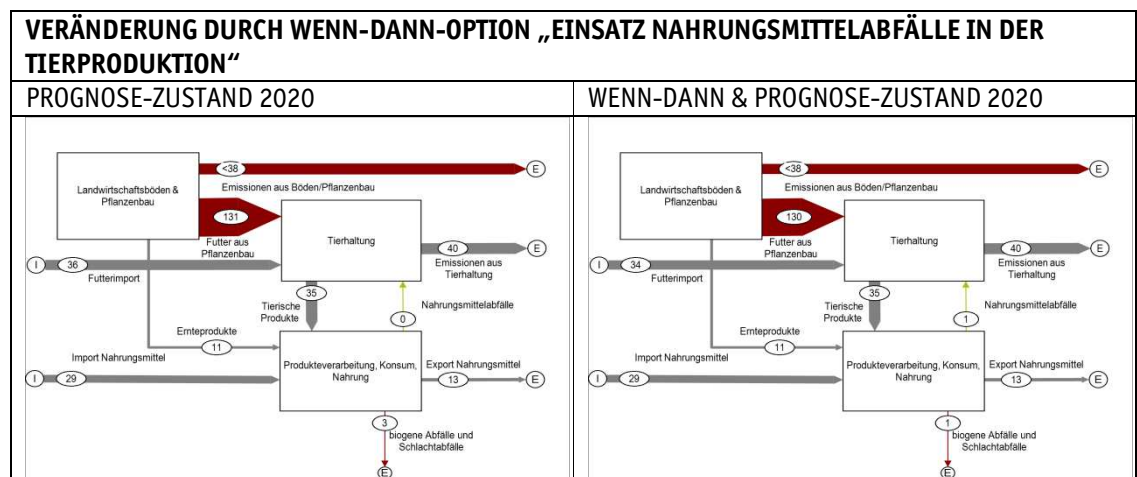 VERÄNDERUNG DURCH WENN-DANN-OPTION „EINSATZ NAHRUNGSMITTELABFÄLLE IN DER
TIERPRODUKTION“
PROGNOSE-ZUSTAND 2020
<38
E
Landwirtschaftsböden &
Pflanzenbau
Emissionen aus Böden/Pflanzenbau
131
Futter aus
Pflanzenbau
Tierhaltung
40
E
Emissionen aus
Tierhaltung
I
36
Futterimport
35
Tierische
Produkte
Nahrungsmittelabfälle
0
Ernteprodukte
11
Import Nahrungsmittel
I
29
Produkteverarbeitung, Konsum,
Nahrung
Export Nahrungsmittel
13
E
3
biogene Abfälle und
Schlachtabfälle
E
WENN-DANN & PROGNOSE-ZUSTAND 2020
<38
E
Landwirtschaftsböden &
Pflanzenbau
Emissionen aus Böden/Pflanzenbau
130
Futter aus
Pflanzenbau
Tierhaltung
40
E
Emissionen aus
Tierhaltung
I
34
Futterimport
35
Tierische
Produkte
Nahrungsmittelabfälle
1
Ernteprodukte
11
Import Nahrungsmittel
I
29
Produkteverarbeitung, Konsum,
Nahrung
Export Nahrungsmittel
13
E
1
biogene Abfälle und
Schlachtabfälle
E